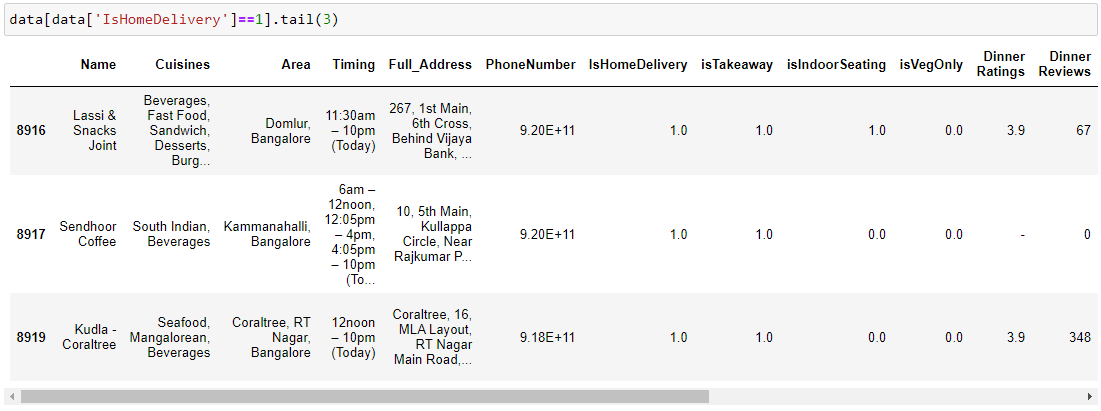 data[data['IsHomeDelivery']==1].tail(3)
Name Cuisines Area Timing Full_Address PhoneNumber IsHomeDelivery isTakeaway isIndoorSeating isVegOnly Dinner Ratings Dinner Reviews
8916
Lassi &
Snacks
Joint
Beverages,
Fast Food,
Sandwich,
Desserts,
Burg...
Domlur,
Bangalore
11:30am
– 10pm
(Today)
267, 1st Main,
6th Cross,
Behind Vijaya
Bank, ...
9.20E+11 1.0 1.0 1.0 0.0 3.9 67
8917
Sendhoor
Coffee
South Indian,
Beverages
Kammanahalli,
Bangalore
6am –
12noon,
12:05pm
– 4pm,
4:05pm
– 10pm
(To...
10, 5th Main,
Kullappa
Circle, Near
Rajkumar P...
9.20E+11 1.0 1.0 0.0 0.0 - 0
8919
Kudla -
Coraltree
Seafood,
Mangalorean,
Beverages
Coraltree, RT
Nagar,
Bangalore
12noon
– 10pm
(Today)
Coraltree, 16,
MLA Layout,
RT Nagar
Main Road,...
9.18E+11 1.0 1.0 0.0 0.0 3.9 348